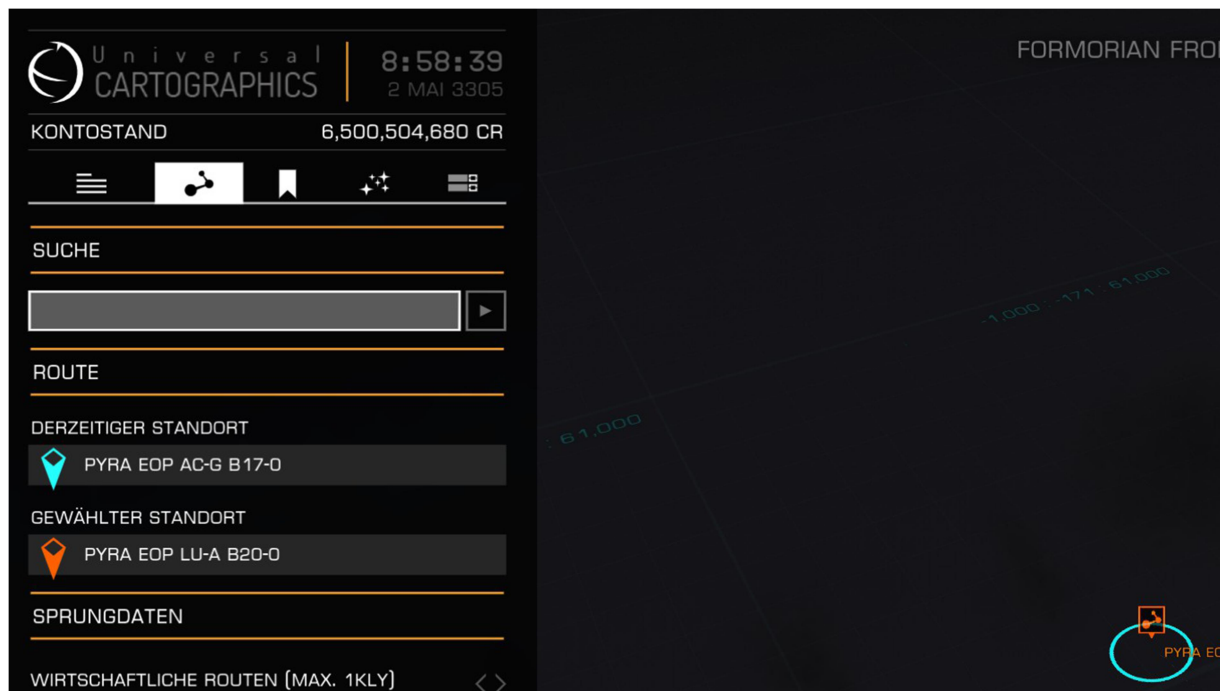 Universal
CARTOGRAPHICS
8:58:39
2 MAI 3305
KONTOSTAND 6,500,504,680 CR
SUCHE
ROUTE
DERZEITIGER STANDORT
PYRA EOP AC-G B17-0
GEWÄHLTER STANDORT
PYRA EOP LU-A B20-0
SPRUNGDATEN
WIRTSCHAFTLICHE ROUTEN (MAX. 1KLY)
FORMORIAN FRO
-1,000 : -171 : 61,000
: 61,000
PYRA EO